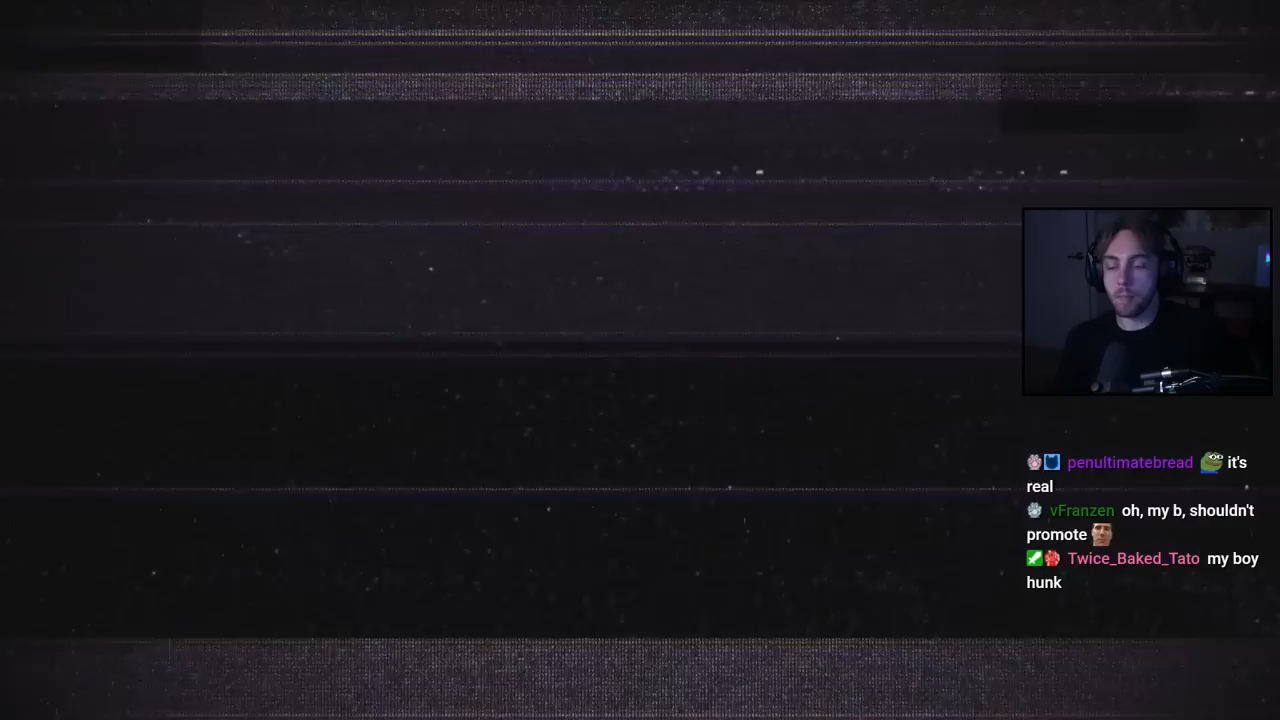 penultimatebread it's
real
vFranzen oh, my b, shouldn't
promote
Twice_Baked_Tato my boy
hunk